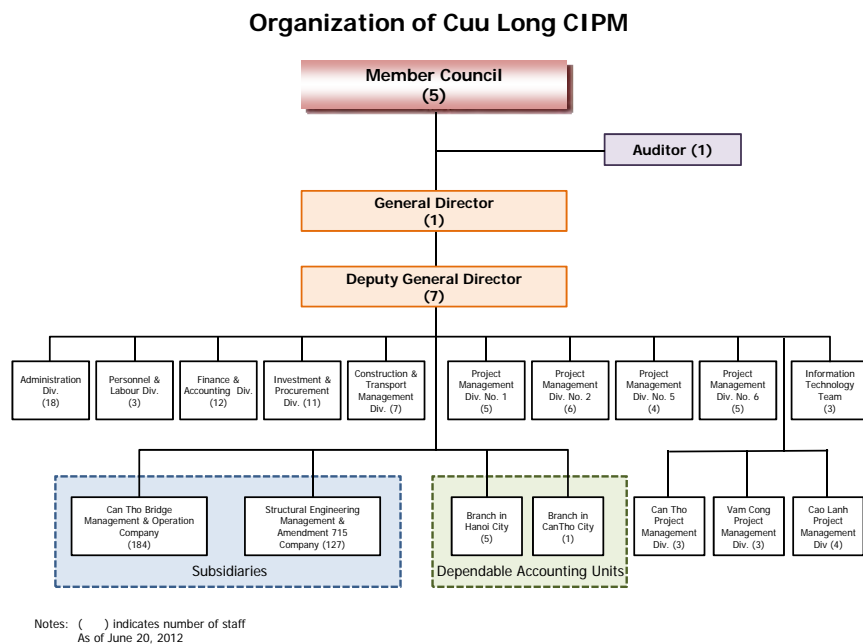 Organization of Cuu Long CIPM
Member Council
(5)
Auditor (1)
General Director
(1)
Deputy General Director
(7)
Administration
Div.
(18)
Personnel &
Labour Div.
(3)
Finance &
Accounting Div.
(12)
Investment &
Procurement
Div. (11)
Construction &
Transport
Management
Div. (7)
Project
Management
Div. No. 1
(5)
Project
Management
Div. No. 2
(6)
Project
Management
Div. No. 5
(4)
Project
Management
Div. No. 6
(5)
Information
Technology
Team
(3)
Can Tho Bridge
Management & Operation
Company
(184)
Structural Engineering
Management &
Amendment 715
Company (127)
Subsidiaries
Branch in
Hanoi City
(5)
Branch in
CanTho City
(1)
Dependable Accounting Units
Can Tho
Project
Management
Div. (3)
Vam Cong
Project
Management
Div. (3)
Cao Lanh
Project
Management
Div (4)
Notes: ( ) indicates number of staff
As of June 20, 2012